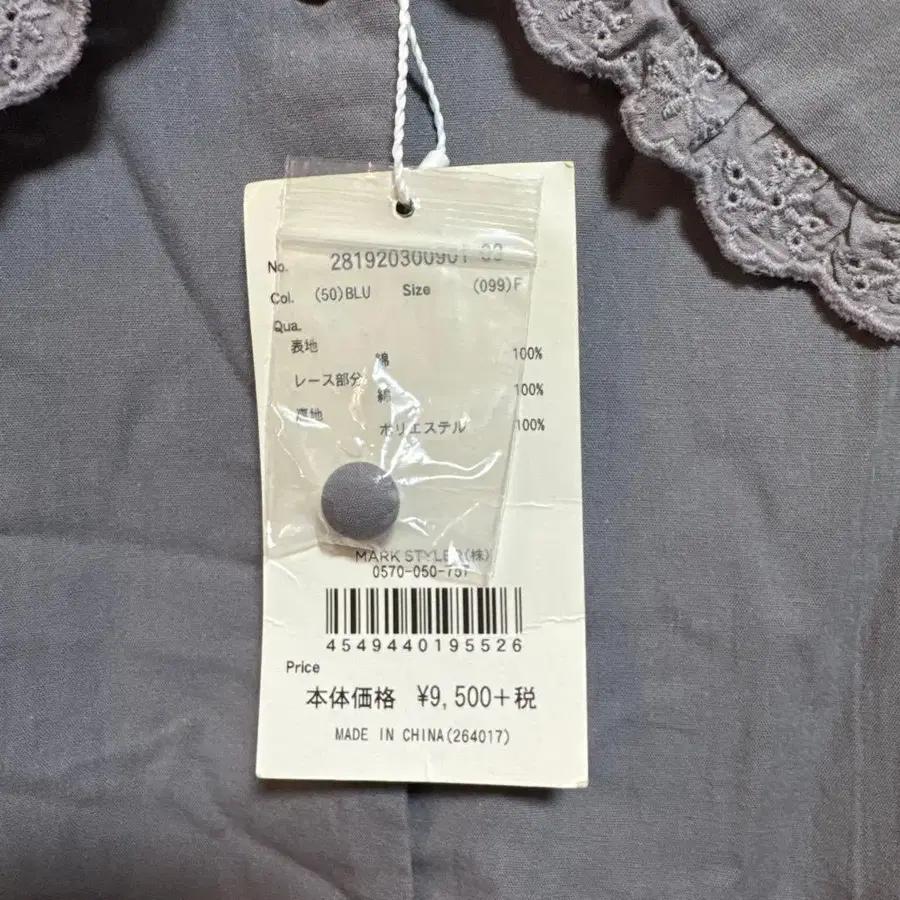 No. 281920300901 03
Col. (50)BLU Size (099)F
Qua.
表地 綿 100%
レース部分 綿 100%
裏地 ポリエステル 100%
MARK STYLER(株)
0570-050-757
4549440195526
Price
本体価格 ¥9,500+税
MADE IN CHINA(264017)